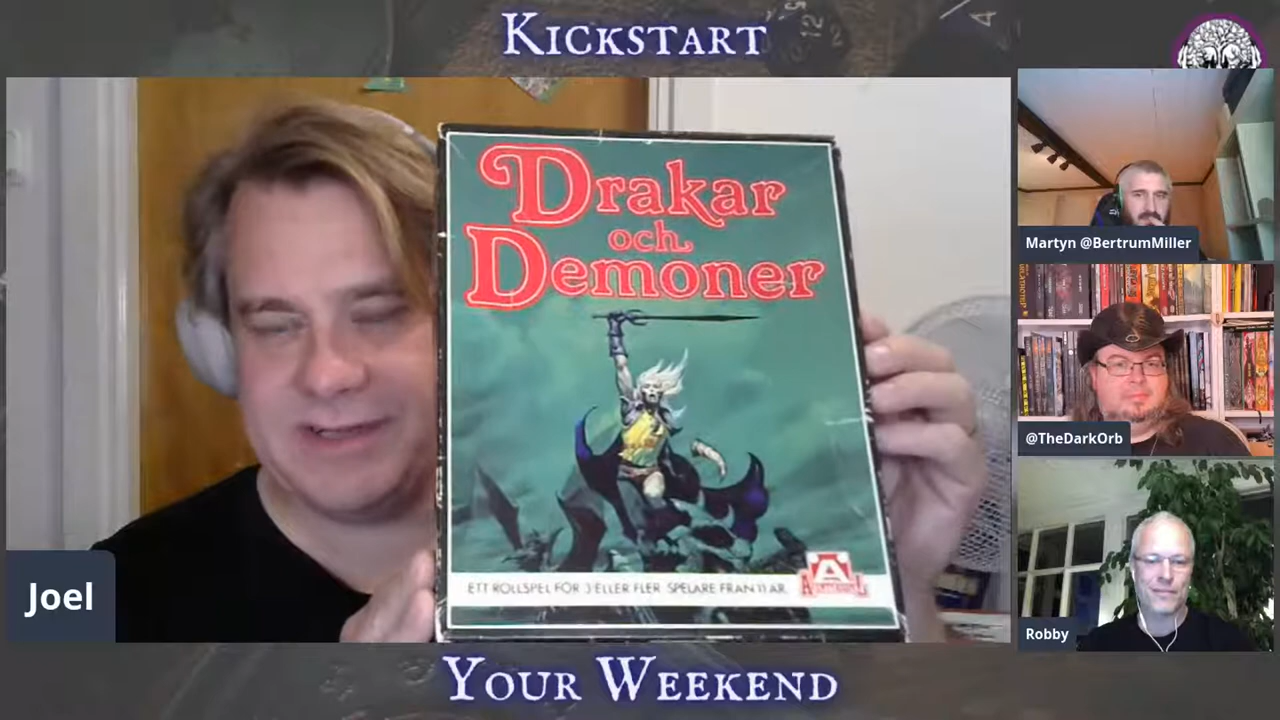 Kickstart
Drakar
och
Demoner
ETT ROLLSPEL FÖR 3 ELLER FLER SPELARE FRÅN 11 ÅR.
Martyn @BertrumMiller
@TheDarkOrb
Joel
Robby
Your Weekend